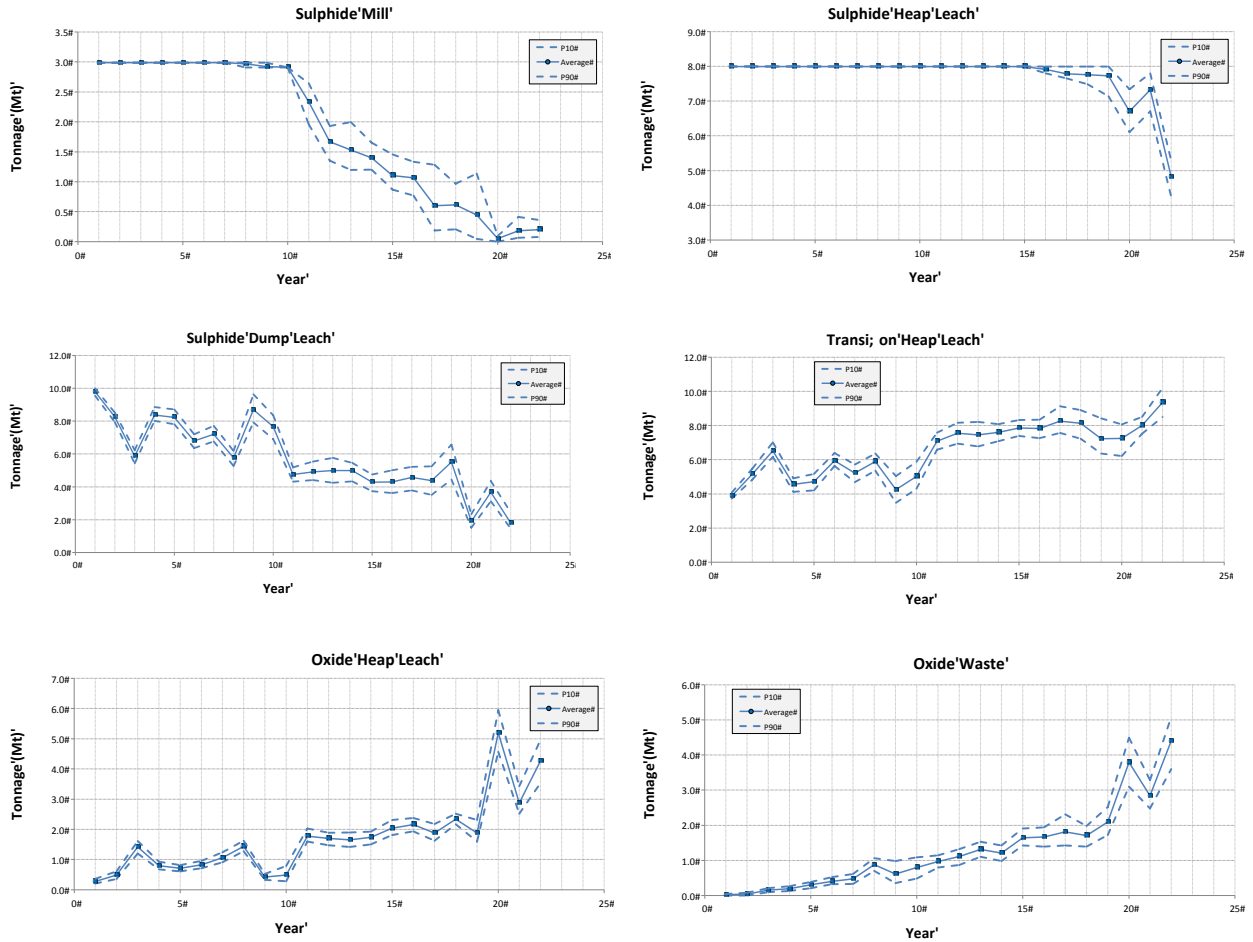 Sulphide'Mill'
3.5#
3.0#
2.5#
2.0#
1.5#
1.0#
0.5#
0.0#
0#
5#
10#
15#
20#
25#
Tonnage'(Mt)'
Year'
P10#
Average#
P90#
Sulphide'Heap'Leach'
9.0#
8.0#
7.0#
6.0#
5.0#
4.0#
3.0#
0#
5#
10#
15#
20#
25#
Tonnage'(Mt)'
Year'
P10#
Average#
P90#
Sulphide'Dump'Leach'
12.0#
10.0#
8.0#
6.0#
4.0#
2.0#
0.0#
0#
5#
10#
15#
20#
25#
Tonnage'(Mt)'
Year'
P10#
Average#
P90#
Transi; on'Heap'Leach'
12.0#
10.0#
8.0#
6.0#
4.0#
2.0#
0.0#
0#
5#
10#
15#
20#
25#
Tonnage'(Mt)'
Year'
P10#
Average#
P90#
Oxide'Heap'Leach'
7.0#
6.0#
5.0#
4.0#
3.0#
2.0#
1.0#
0.0#
0#
5#
10#
15#
20#
25#
Tonnage'(Mt)'
Year'
P10#
Average#
P90#
Oxide'Waste'
6.0#
5.0#
4.0#
3.0#
2.0#
1.0#
0.0#
0#
5#
10#
15#
20#
25#
Tonnage'(Mt)'
Year'
P10#
Average#
P90#